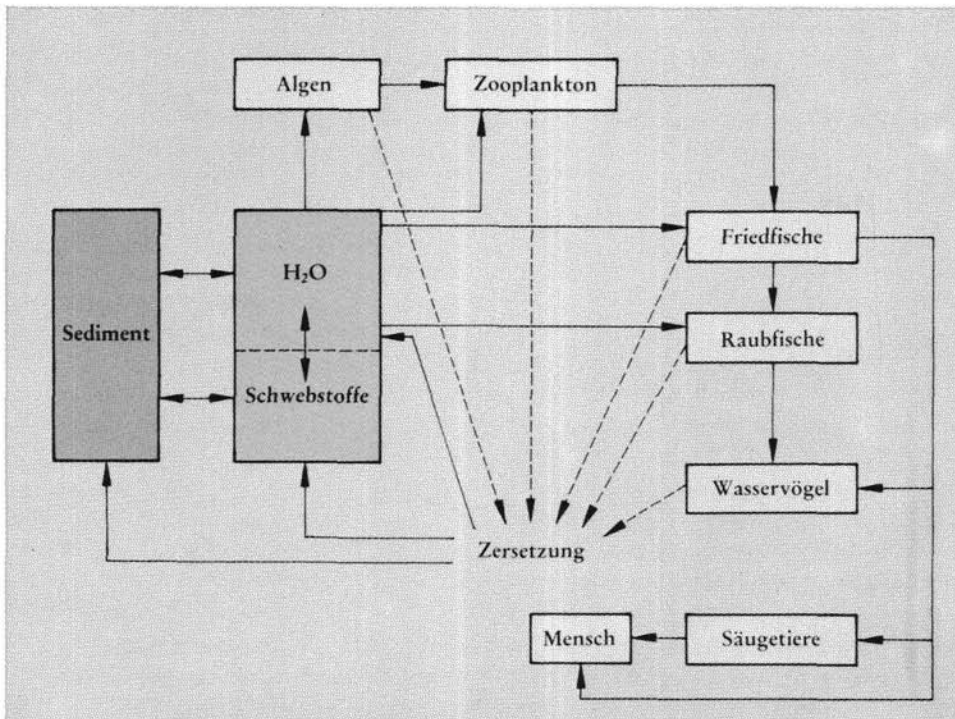 Algen
Zooplankton
Friedfische
H₂O
Sediment
Raubfische
Schwebstoffe
Wasservögel
Zersetzung
Mensch
Säugetiere